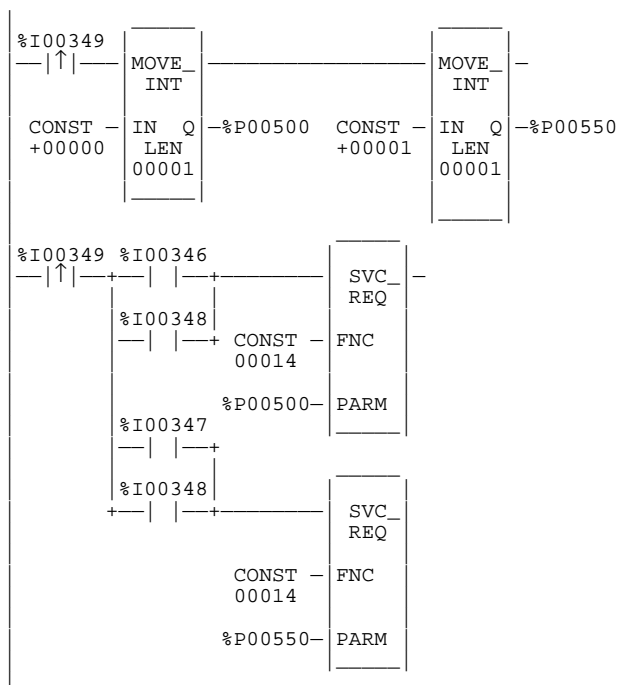 %I00349
↑ MOVE_ MOVE_
INT INT
CONST IN Q %P00500 CONST IN Q %P00550
+00000 LEN +00001 LEN
00001 00001
%I00349 %I00346
↑ SVC_
REQ
%I00348
CONST FNC
00014
%P00500 PARM
%I00347
%I00348
SVC_
REQ
CONST FNC
00014
%P00550 PARM